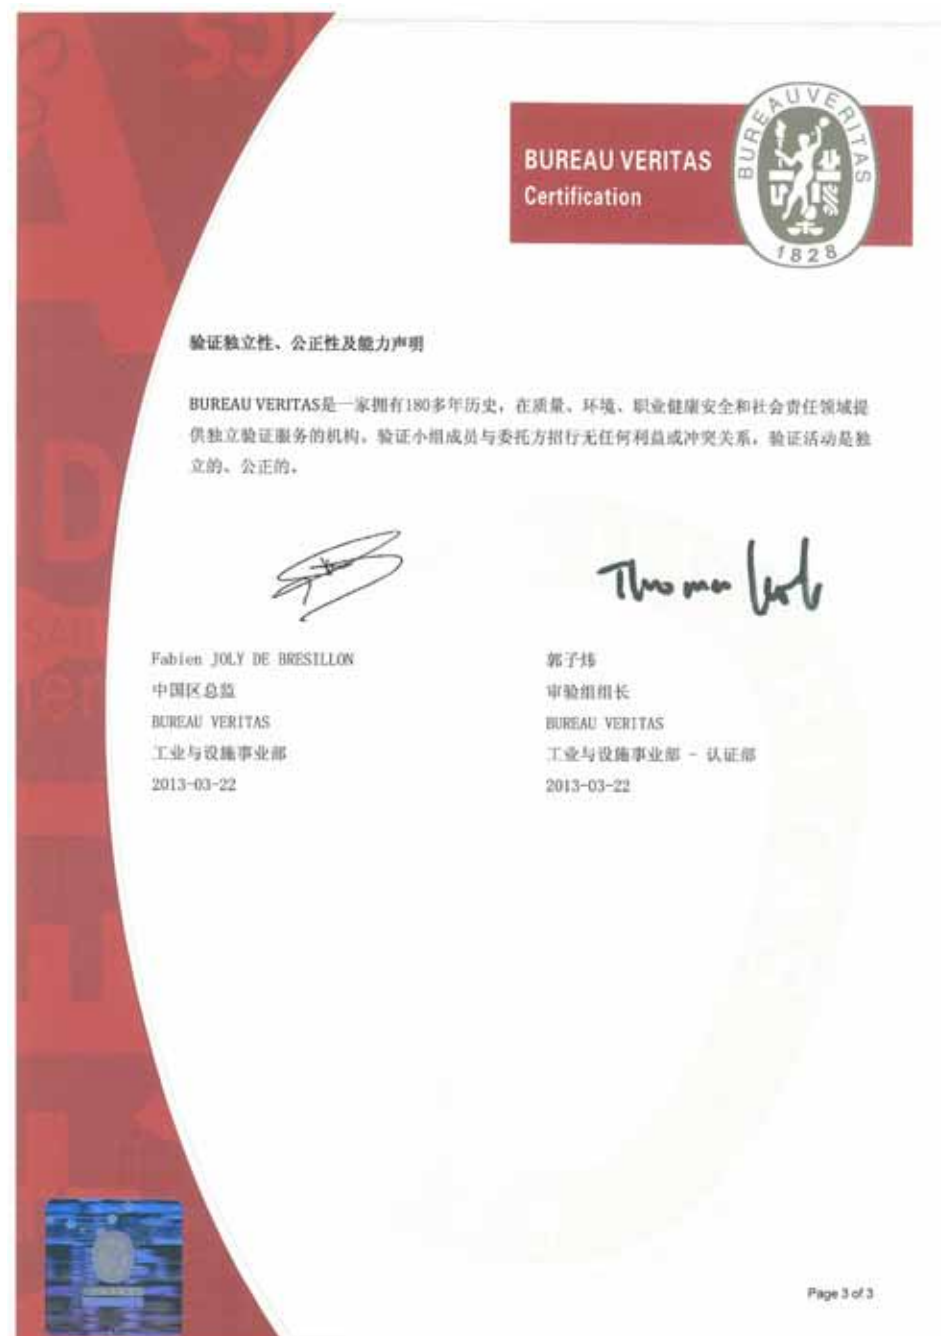 BUREAU VERITAS
Certification
BUREAU VERITAS
1828
验证独立性、公正性及能力声明
BUREAU VERITAS是一家拥有180多年历史，在质量、环境、职业健康安全和社会责任领域提
供独立验证服务的机构。验证小组成员与委托方招行无任何利益或冲突关系，验证活动是独
立的、公正的。
Thomas
Fabien JOLY DE BRESILLON
中国区总监
BUREAU VERITAS
工业与设施事业部
2013-03-22
郭子炜
审验组组长
BUREAU VERITAS
工业与设施事业部 - 认证部
2013-03-22
Page 3 of 3